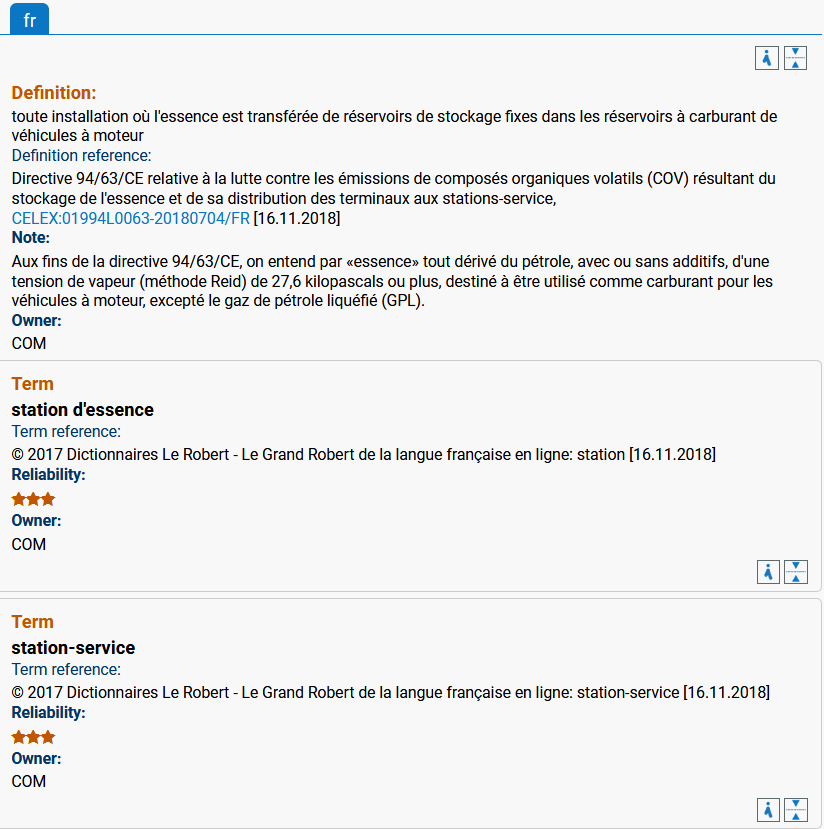 fr
Definition:
toute installation où l'essence est transférée de réservoirs de stockage fixes dans les réservoirs à carburant de
véhicules à moteur
Definition reference:
Directive 94/63/CE relative à la lutte contre les émissions de composés organiques volatils (COV) résultant du
stockage de l'essence et de sa distribution des terminaux aux stations-service,
CELEX:01994L0063-20180704/FR [16.11.2018]
Note:
Aux fins de la directive 94/63/CE, on entend par «essence» tout dérivé du pétrole, avec ou sans additifs, d'une
tension de vapeur (méthode Reid) de 27,6 kilopascals ou plus, destiné à être utilisé comme carburant pour les
véhicules à moteur, excepté le gaz de pétrole liquéfié (GPL).
Owner:
COM
Term
station d'essence
Term reference:
© 2017 Dictionnaires Le Robert - Le Grand Robert de la langue française en ligne: station [16.11.2018]
Reliability:
Owner:
COM
Term
station-service
Term reference:
© 2017 Dictionnaires Le Robert - Le Grand Robert de la langue française en ligne: station-service [16.11.2018]
Reliability:
Owner:
COM